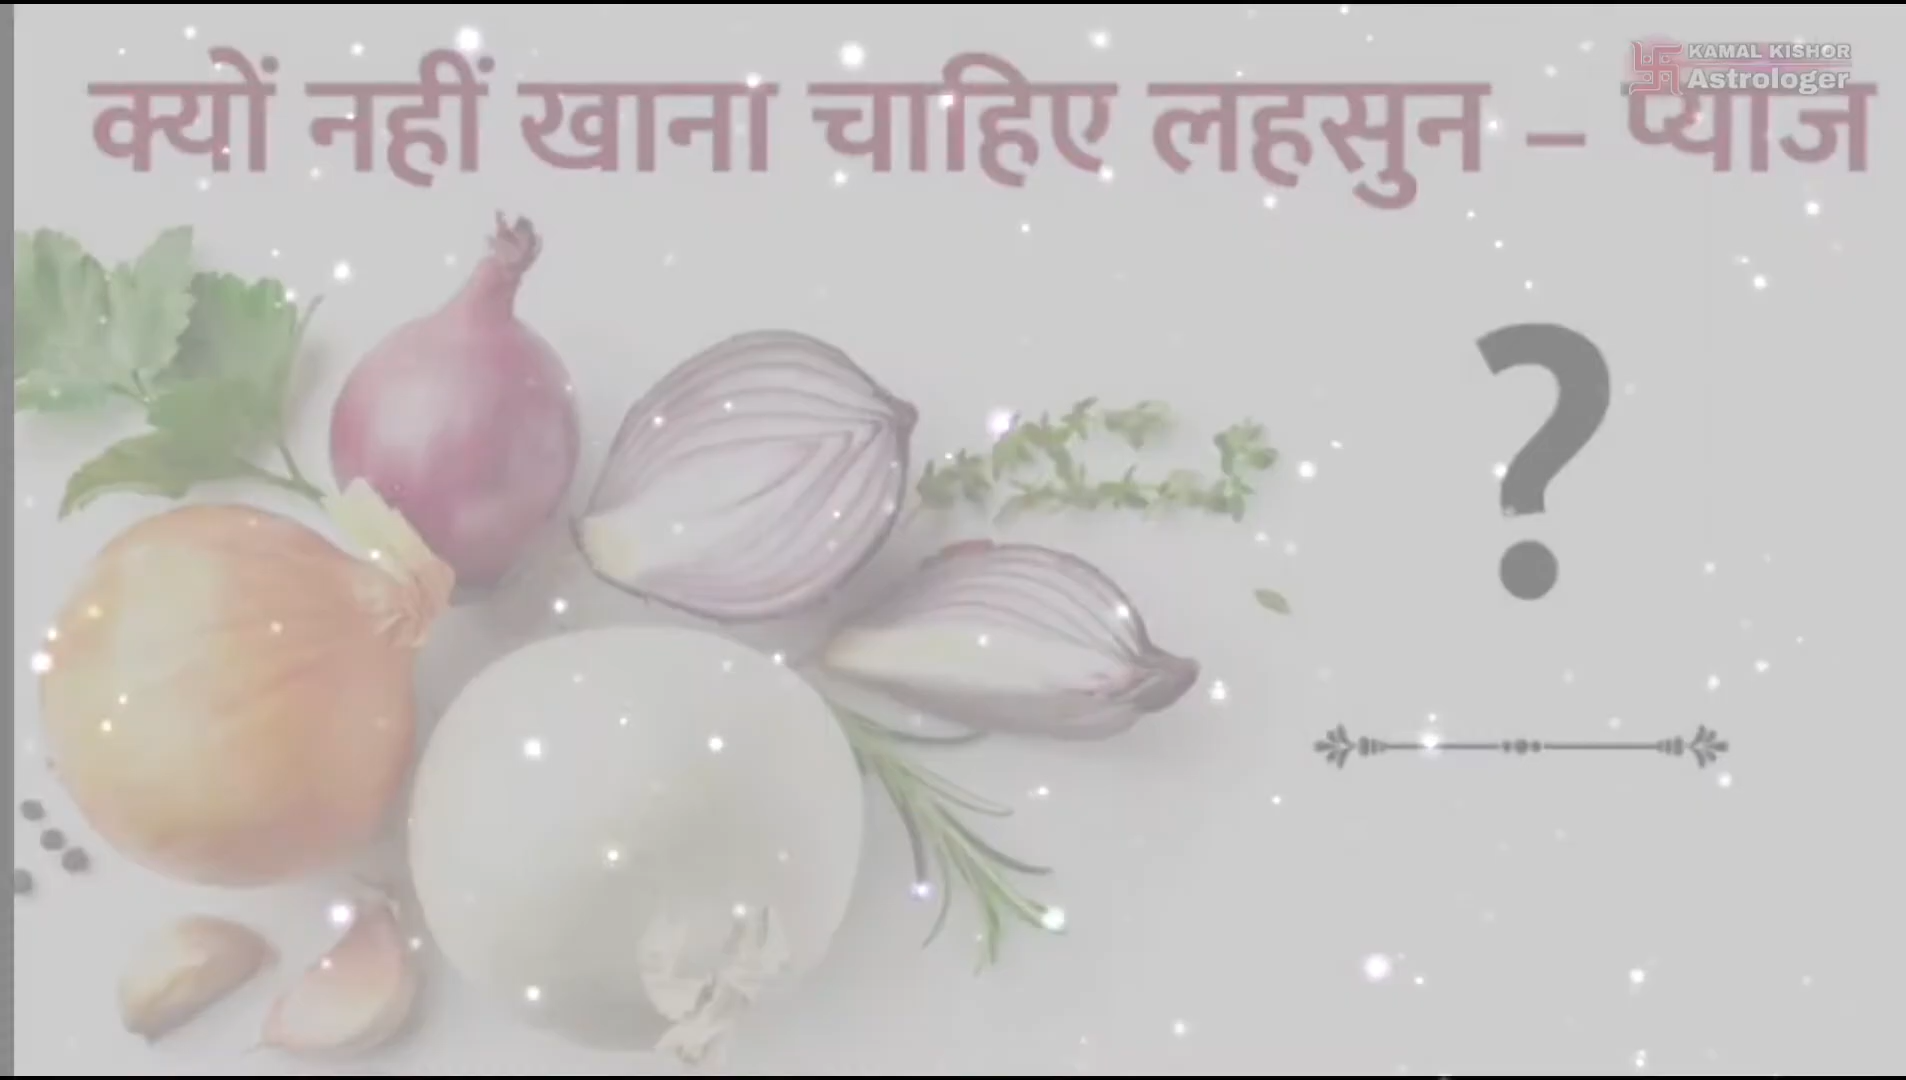 क्यों नहीं खाना चाहिए लहसुन – प्याज
KAMAL KISHOR
Astrologer
?